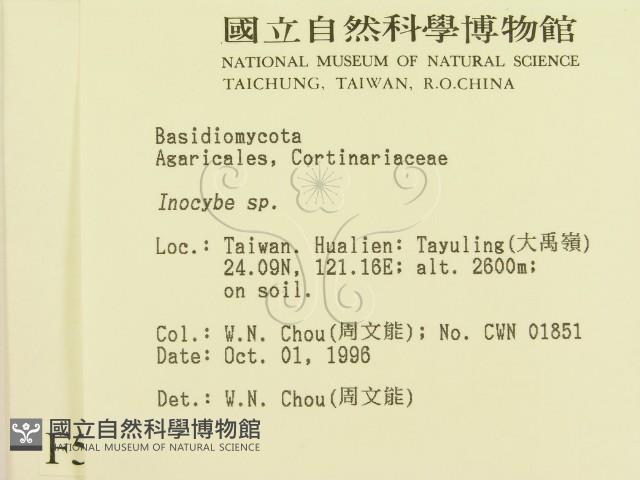 國立自然科學博物館
NATIONAL MUSEUM OF NATURAL SCIENCE
TAICHUNG, TAIWAN, R.O.CHINA
Basidiomycota
Agaricales, Cortinariaceae
Inocybe sp.
Loc.: Taiwan. Hualien: Tayuling(大禹嶺)
24.09N, 121.16E; alt. 2600m;
on soil.
Col.: W.N. Chou(周文能); No. CWN 01851
Date: Oct. 01, 1996
Det.: W.N. Chou(周文能)
國立自然科學博物館
NATIONAL MUSEUM OF NATURAL SCIENCE